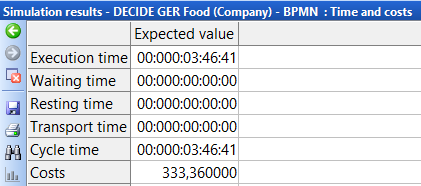 Simulation results - DECIDE GER Food (Company) - BPMN : Time and costs
Expected value
Execution time 00:000:03:46:41
Waiting time 00:000:00:00:00
Resting time 00:000:00:00:00
Transport time 00:000:00:00:00
Cycle time 00:000:03:46:41
Costs 333,360000